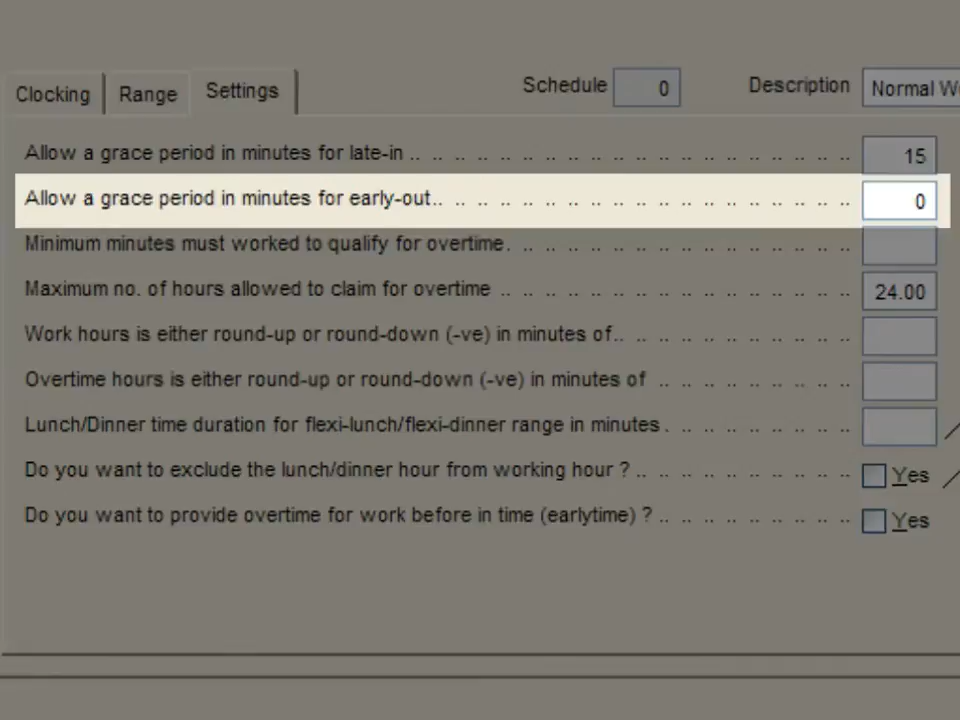 Clocking Range Settings Schedule 0 Description Normal
Allow a grace period in minutes for late-in .. .. .. .. .. .. .. .. .. .. .. .. .. .. .. .. .. .. .. 15
Allow a grace period in minutes for early-out.. .. .. .. .. .. .. .. .. .. .. .. .. .. .. .. .. .. .. 0
Minimum minutes must worked to qualify for overtime. .. .. .. .. .. .. .. .. .. .. .. .. .. ..
Maximum no. of hours allowed to claim for overtime .. .. .. .. .. .. .. .. .. .. .. .. .. .. .. 24.00
Work hours is either round-up or round-down (-ve) in minutes of.. .. .. .. .. .. .. .. .. .. ..
Overtime hours is either round-up or round-down (-ve) in minutes of .. .. .. .. .. .. .. .. ..
Lunch/Dinner time duration for flexi-lunch/flexi-dinner range in minutes . .. .. .. .. .. .. .. /
Do you want to exclude the lunch/dinner hour from working hour ? .. .. .. .. .. .. .. .. .. .. Yes /
Do you want to provide overtime for work before in time (earlytime) ? .. .. .. .. .. .. .. .. .. Yes